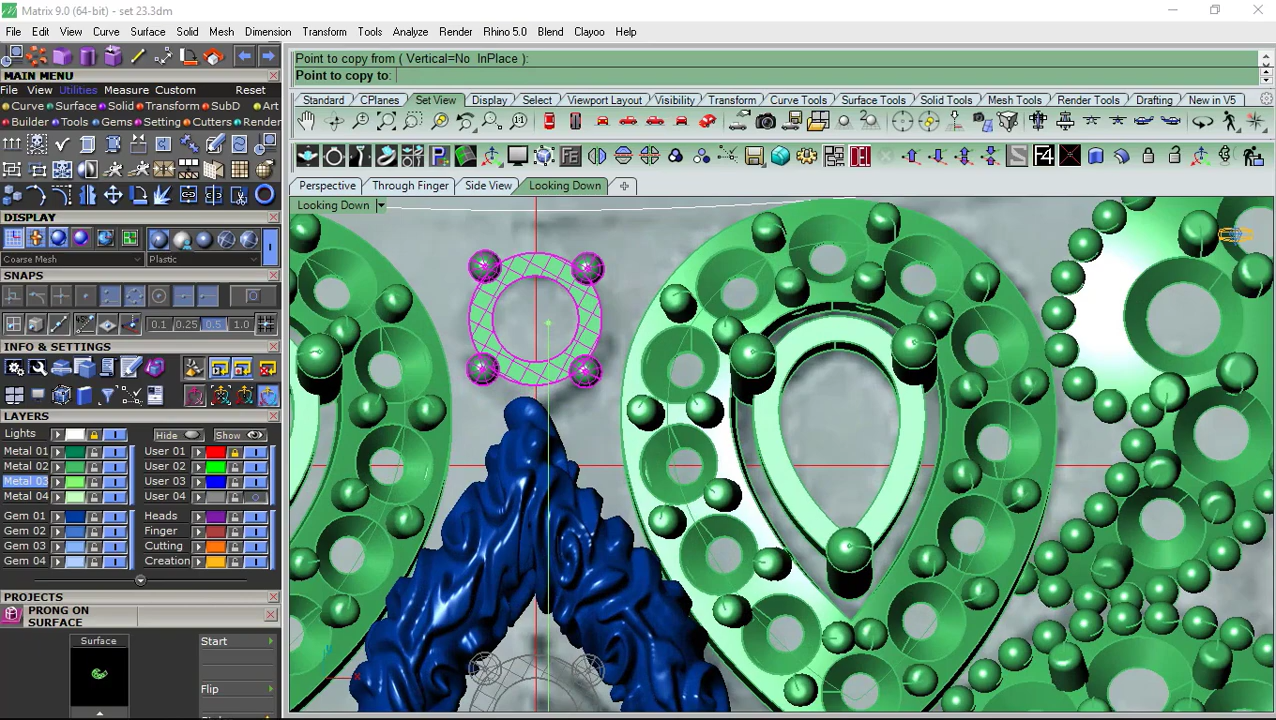 Matrix 9.0 (64-bit) - set 23.3dm
File Edit View Curve Surface Solid Mesh Dimension Transform Tools Analyze Render Rhino 5.0 Blend Clayoo Help
Point to copy from ( Vertical=No InPlace ):
Point to copy to:
MAIN MENU
File View Utilities Measure Custom Reset
Curve Surface Solid Transform SubD Art
Builder Tools Gems Setting Cutters Render
Standard CPlanes Set View Display Select Viewport Layout Visibility Transform Curve Tools Surface Tools Solid Tools Mesh Tools Render Tools Drafting New in V5
Perspective Through Finger Side View Looking Down
Looking Down
DISPLAY
Coarse Mesh Plastic
SNAPS
0.1 0.25 0.5 1.0
INFO & SETTINGS
LAYERS
Lights Hide Show
Metal 01 User 01
Metal 02 User 02
Metal 03 User 03
Metal 04 User 04
Gem 01 Heads
Gem 02 Finger
Gem 03 Cutting
Gem 04 Creation
PROJECTS
PRONG ON
SURFACE
Surface Start
Flip
x